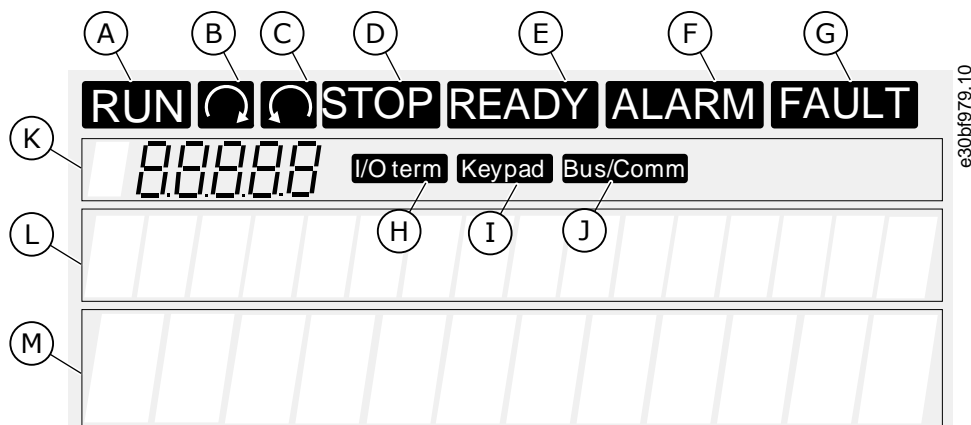 A B C D E F G
RUN STOP READY ALARM FAULT
K 8.8.8.8.8 I/O term Keypad Bus/Comm
H I J
L
M
e30bf979.10